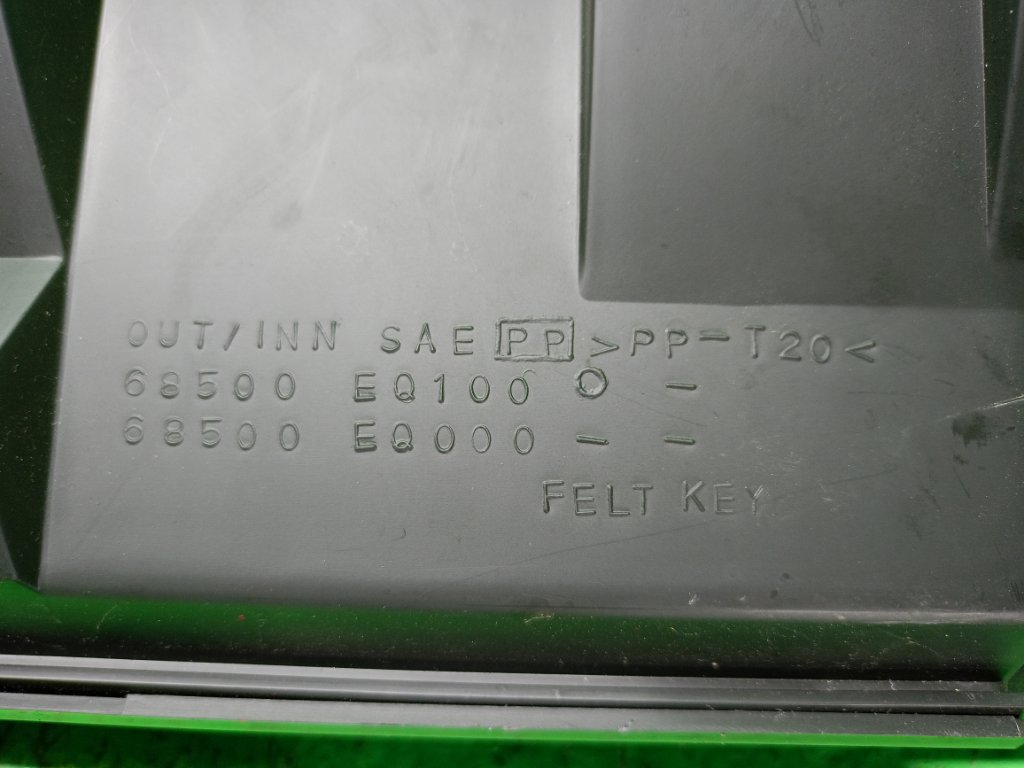 OUT/INN SAE PP >PP-T20<
68500 EQ100 O -
68500 EQ000 - -
FELT KEY